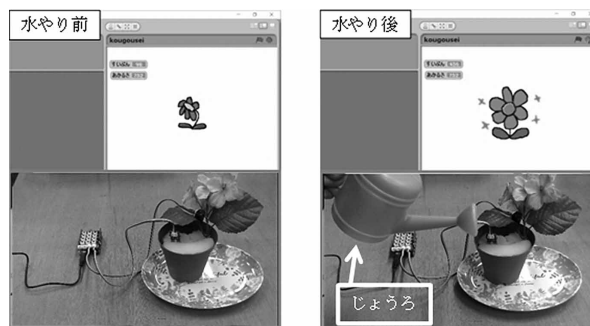 水やり前
kougousei
すいぶん
あかるさ
水やり後
kougousei
すいぶん
あかるさ
じょうろ